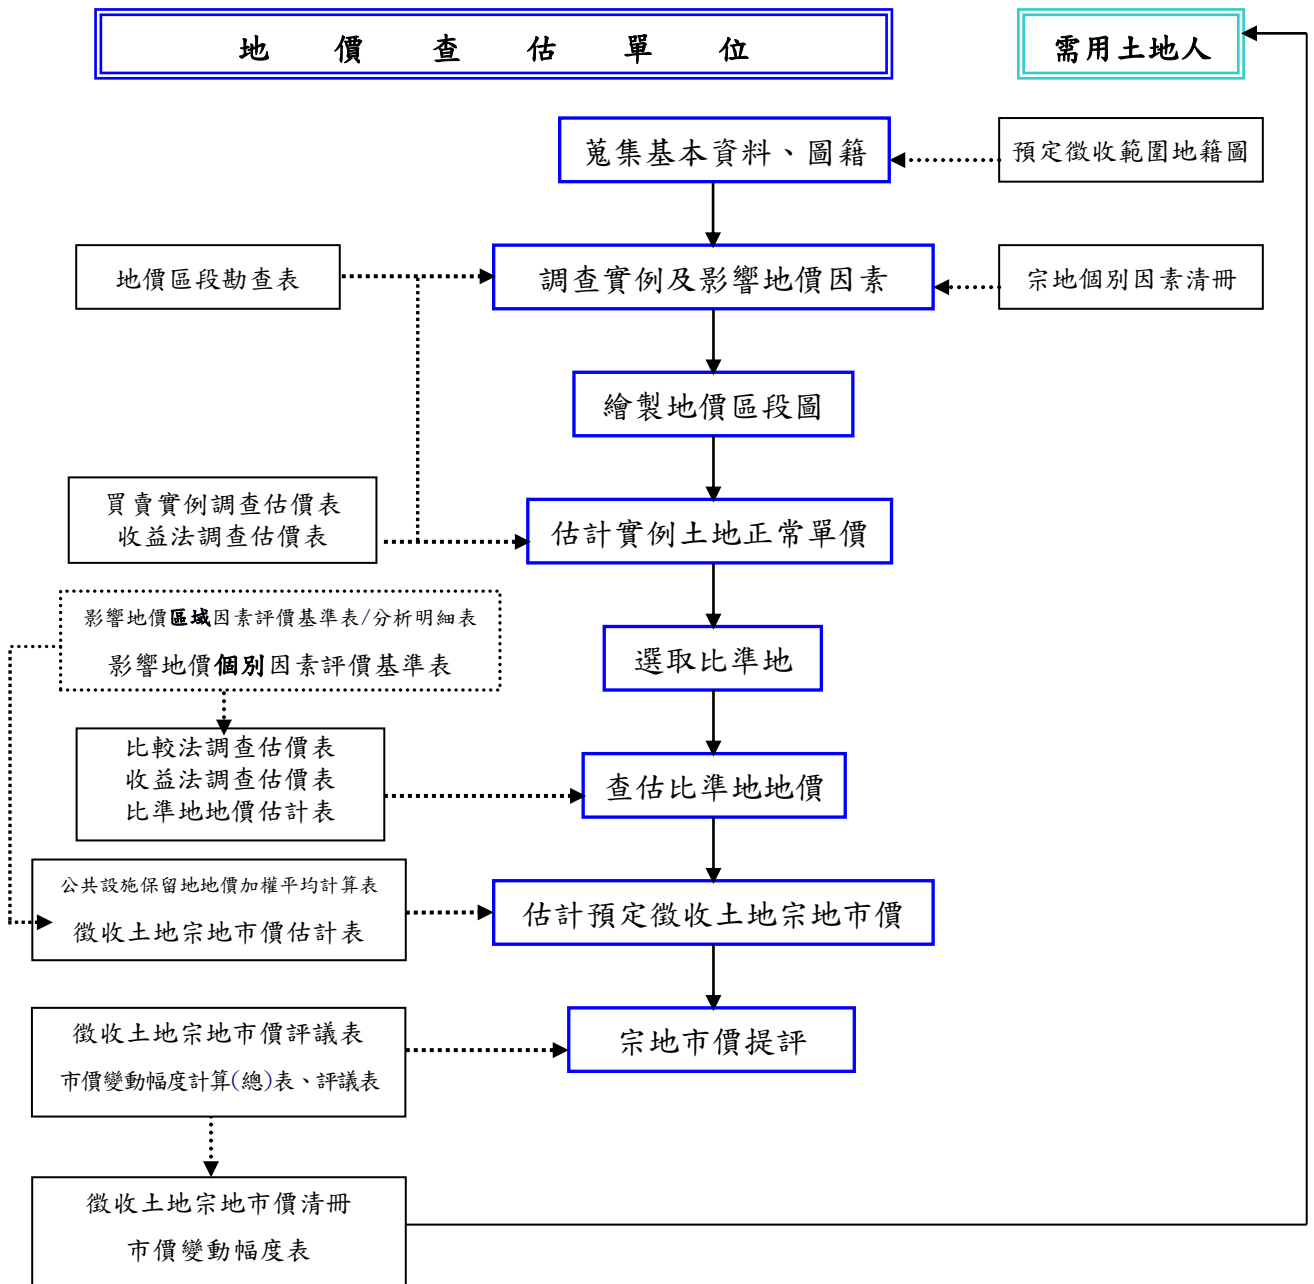 地價查估單位
需用土地人
蒐集基本資料、圖籍
預定徵收範圍地籍圖
地價區段勘查表
調查實例及影響地價因素
宗地個別因素清冊
繪製地價區段圖
買賣實例調查估價表
收益法調查估價表
估計實例土地正常單價
影響地價區域因素評價基準表/分析明細表
影響地價個別因素評價基準表
選取比準地
比較法調查估價表
收益法調查估價表
比準地地價估計表
查估比準地地價
公共設施保留地地價加權平均計算表
徵收土地宗地市價估計表
估計預定徵收土地宗地市價
徵收土地宗地市價評議表
市價變動幅度計算(總)表、評議表
宗地市價提評
徵收土地宗地市價清冊
市價變動幅度表